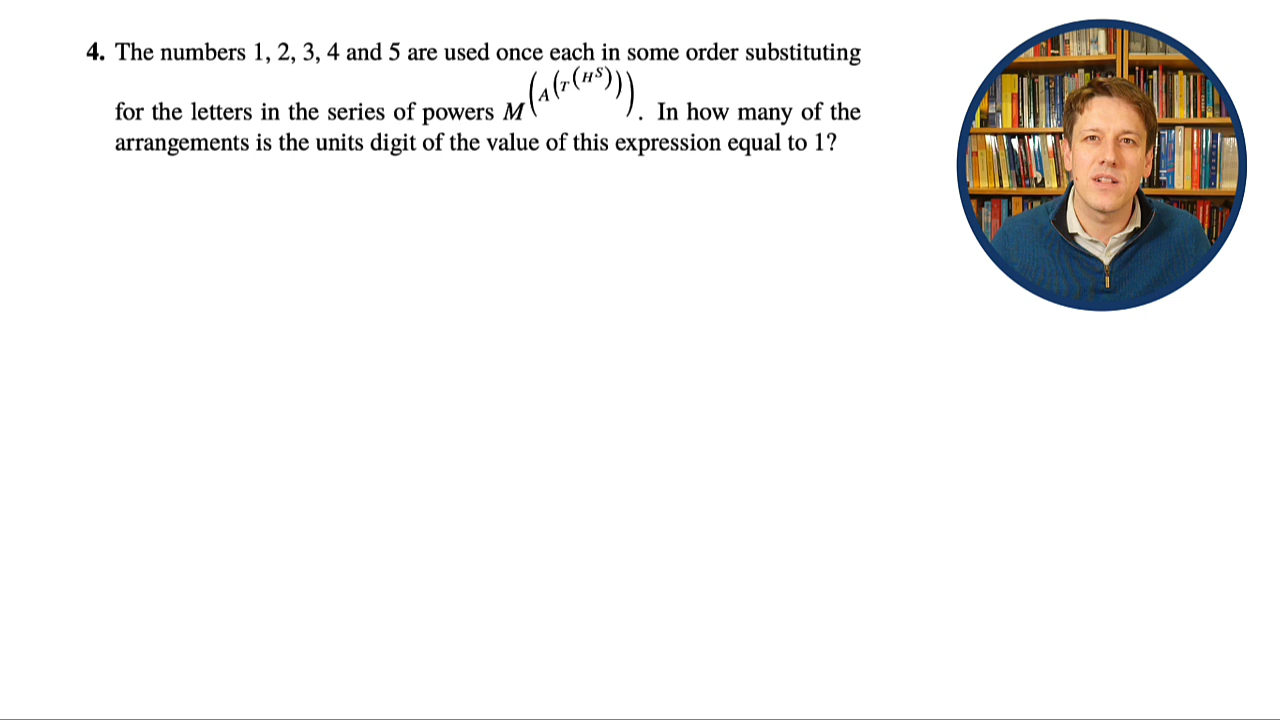 4. The numbers 1, 2, 3, 4 and 5 are used once each in some order substituting
for the letters in the series of powers M^(A^(T^(H^S))). In how many of the
arrangements is the units digit of the value of this expression equal to 1?